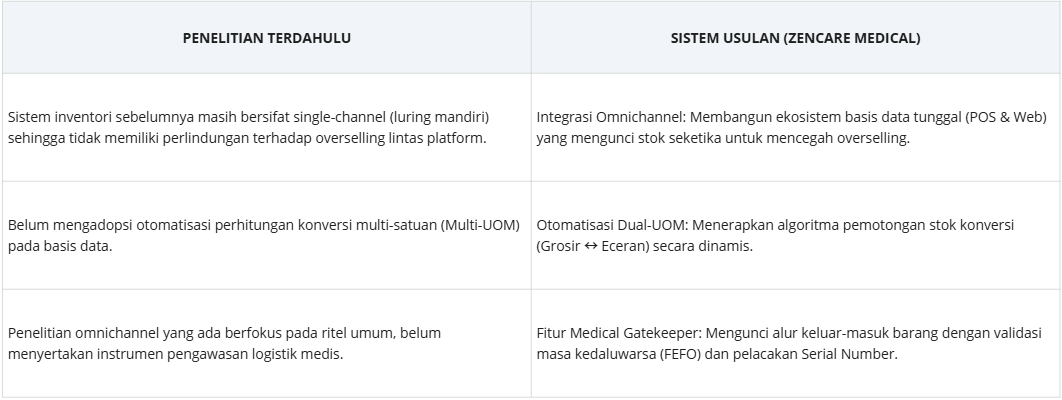 PENELITIAN TERDAHULU
SISTEM USULAN (ZENCARE MEDICAL)
Sistem inventori sebelumnya masih bersifat single-channel (luring mandiri)
sehingga tidak memiliki perlindungan terhadap overselling lintas platform.
Integrasi Omnichannel: Membangun ekosistem basis data tunggal (POS & Web)
yang mengunci stok seketika untuk mencegah overselling.
Belum mengadopsi otomatisasi perhitungan konversi multi-satuan (Multi-UOM)
pada basis data.
Otomatisasi Dual-UOM: Menerapkan algoritma pemotongan stok konversi
(Grosir ↔ Eceran) secara dinamis.
Penelitian omnichannel yang ada berfokus pada ritel umum, belum
menyertakan instrumen pengawasan logistik medis.
Fitur Medical Gatekeeper: Mengunci alur keluar-masuk barang dengan validasi
masa kedaluwarsa (FEFO) dan pelacakan Serial Number.